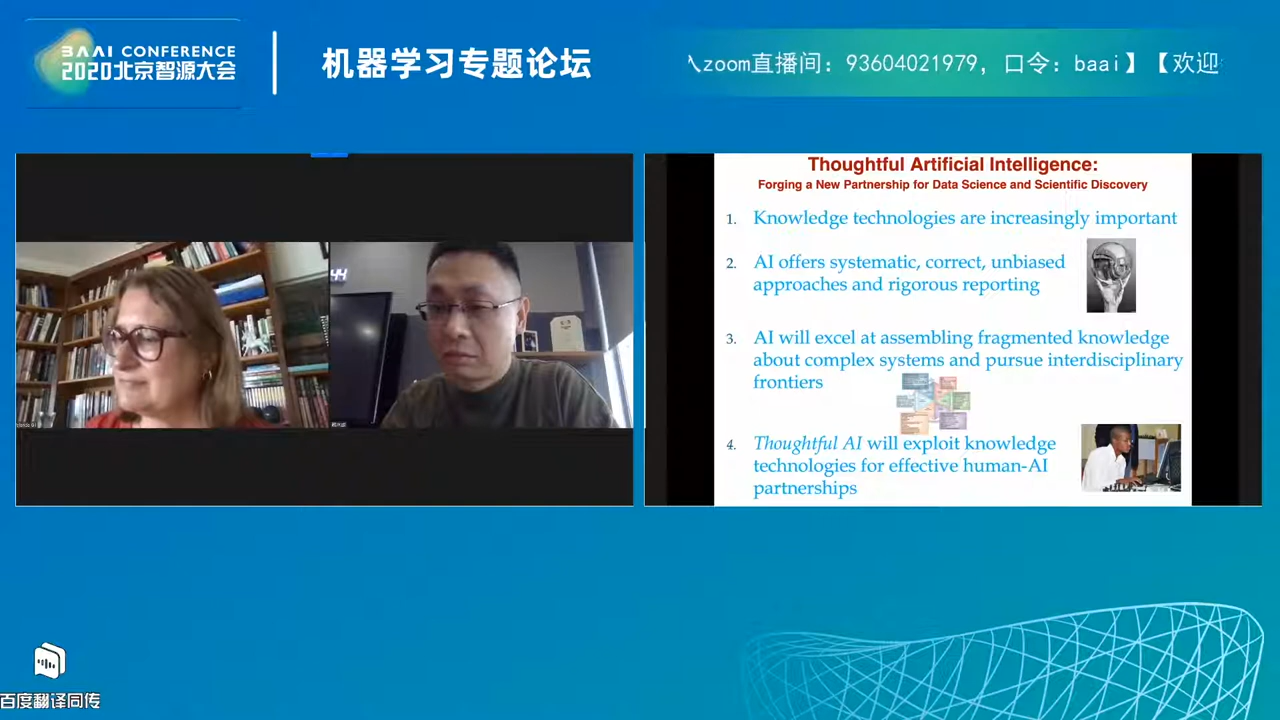 BAAI CONFERENCE
2020北京智源大会
机器学习专题论坛
zoom直播间：93604021979，口令：baai】【欢迎
44
Thoughtful Artificial Intelligence:
Forging a New Partnership for Data Science and Scientific Discovery
1. Knowledge technologies are increasingly important
2. AI offers systematic, correct, unbiased
approaches and rigorous reporting
3. AI will excel at assembling fragmented knowledge
about complex systems and pursue interdisciplinary
frontiers
4. Thoughtful AI will exploit knowledge
technologies for effective human-AI
partnerships
百度翻译同传